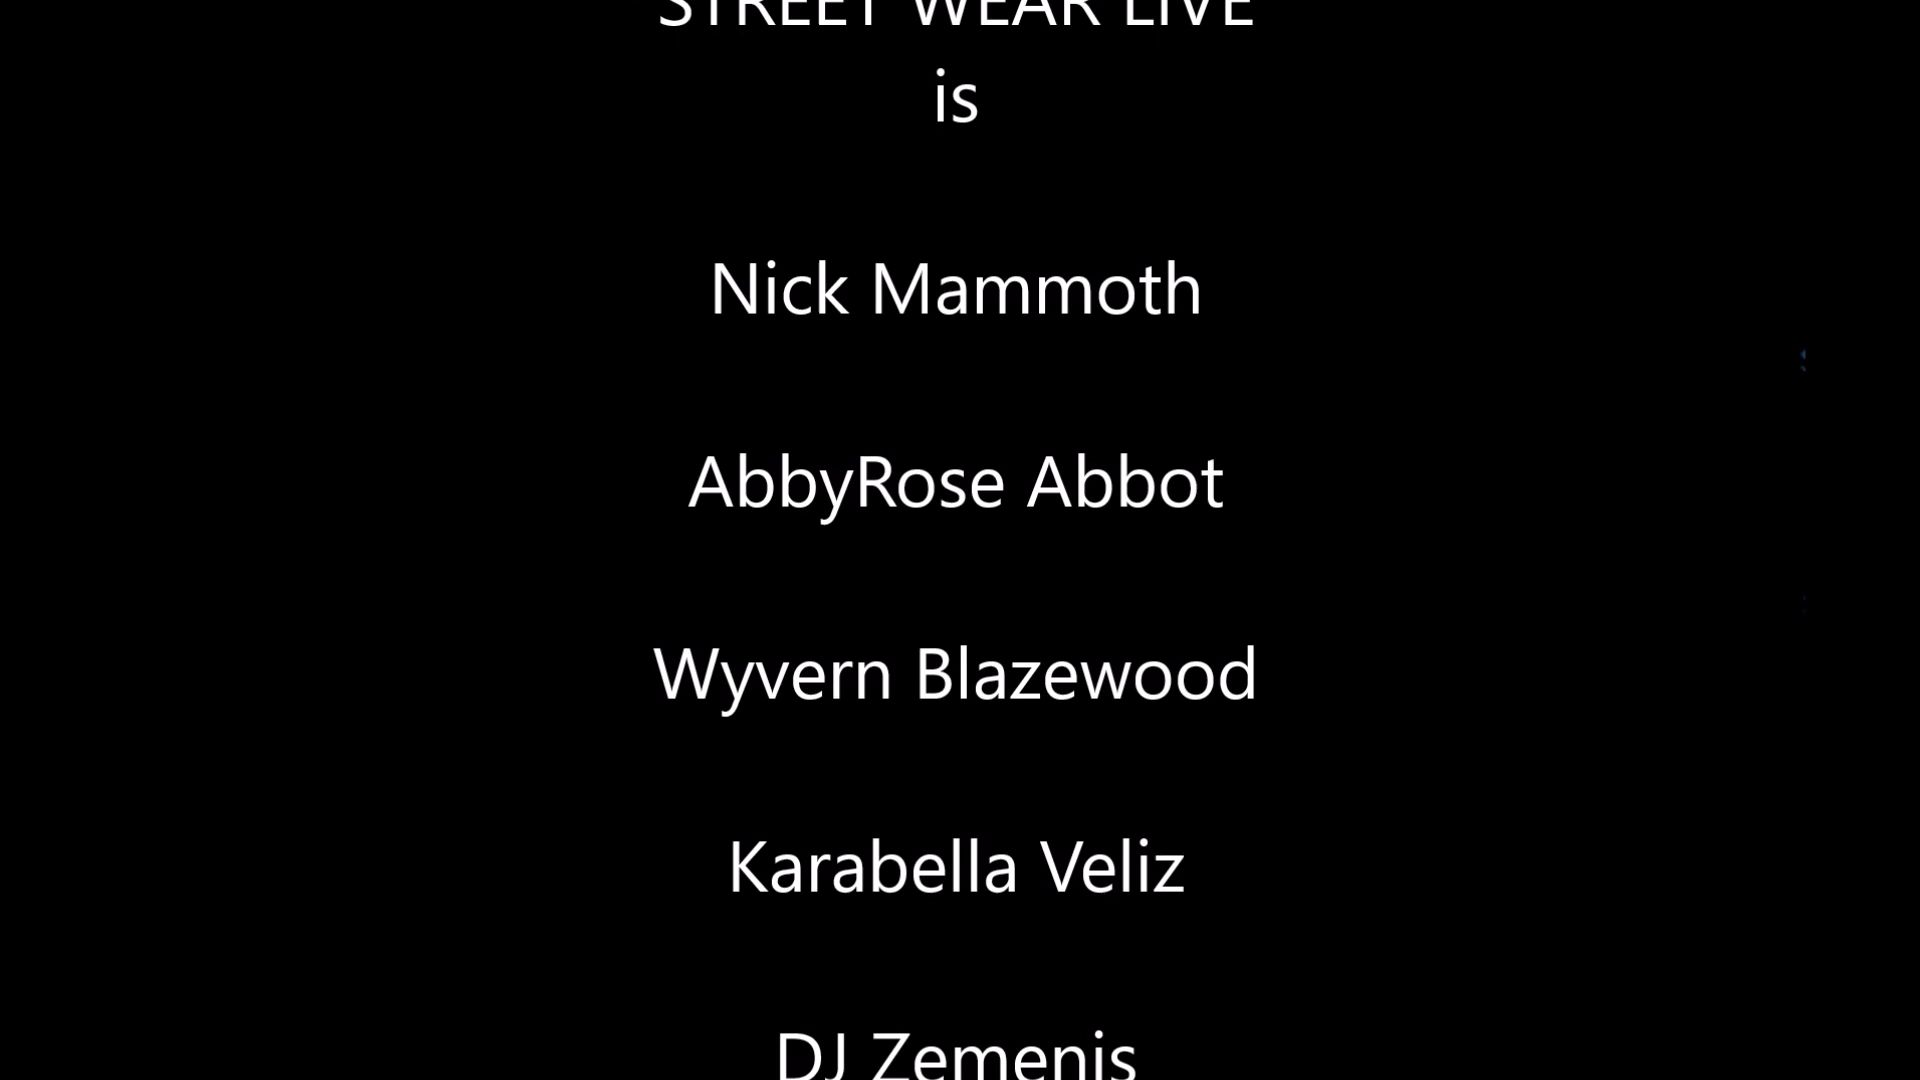 STREET WEAR LIVE
is
Nick Mammoth
AbbyRose Abbot
Wyvern Blazewood
Karabella Veliz
DJ Zemenis